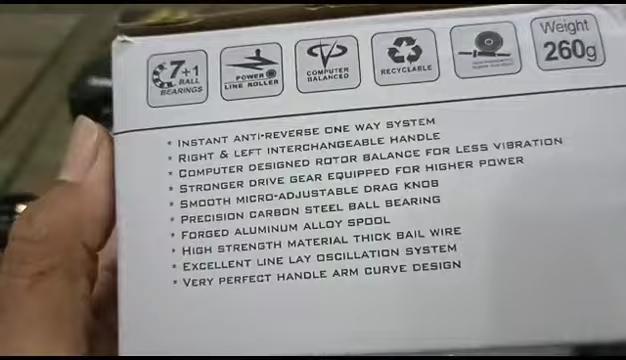 7+1 BALL BEARINGS
POWER LINE ROLLER
COMPUTER BALANCED
RECYCLABLE
Weight 260g
* INSTANT ANTI-REVERSE ONE WAY SYSTEM
* RIGHT & LEFT INTERCHANGEABLE HANDLE
* COMPUTER DESIGNED ROTOR BALANCE FOR LESS VIBRATION
* STRONGER DRIVE GEAR EQUIPPED FOR HIGHER POWER
* SMOOTH MICRO-ADJUSTABLE DRAG KNOB
* PRECISION CARBON STEEL BALL BEARING
* FORGED ALUMINUM ALLOY SPOOL
* HIGH STRENGTH MATERIAL THICK BAIL WIRE
* EXCELLENT LINE LAY OSCILLATION SYSTEM
* VERY PERFECT HANDLE ARM CURVE DESIGN